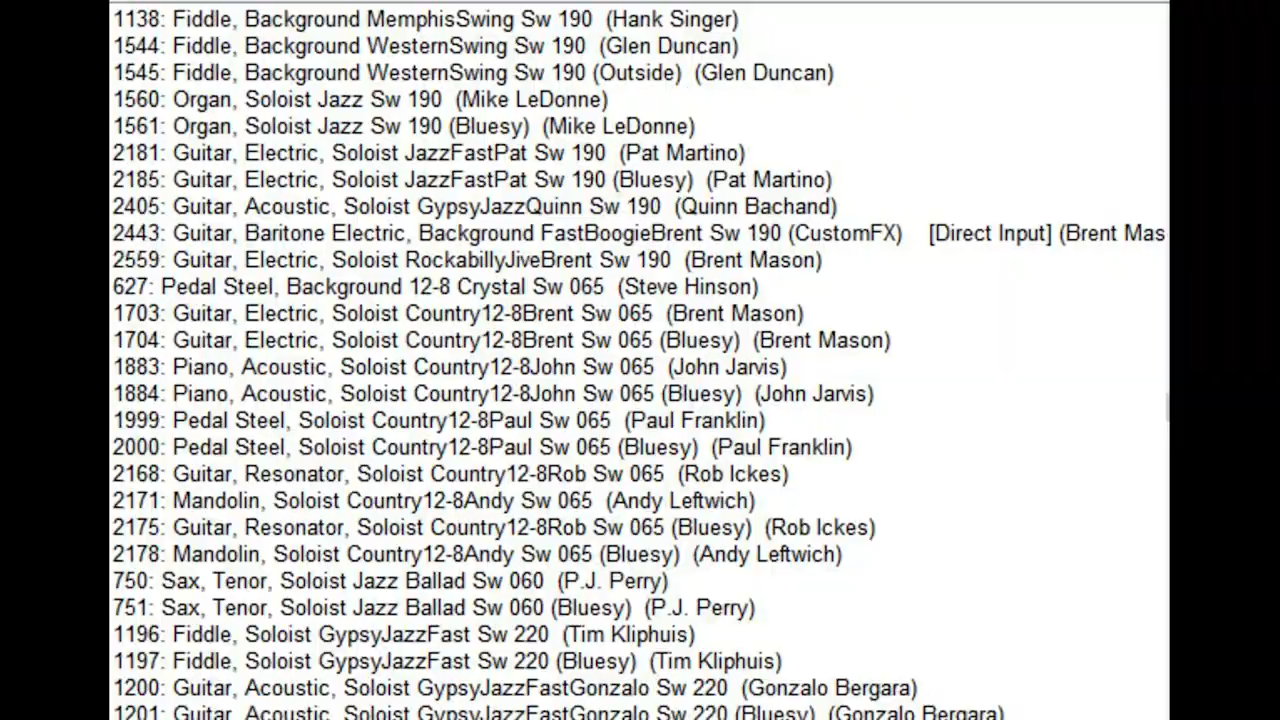 1138: Fiddle, Background MemphisSwing Sw 190  (Hank Singer)
1544: Fiddle, Background WesternSwing Sw 190  (Glen Duncan)
1545: Fiddle, Background WesternSwing Sw 190 (Outside)  (Glen Duncan)
1560: Organ, Soloist Jazz Sw 190  (Mike LeDonne)
1561: Organ, Soloist Jazz Sw 190 (Bluesy)  (Mike LeDonne)
2181: Guitar, Electric, Soloist JazzFastPat Sw 190  (Pat Martino)
2185: Guitar, Electric, Soloist JazzFastPat Sw 190 (Bluesy)  (Pat Martino)
2405: Guitar, Acoustic, Soloist GypsyJazzQuinn Sw 190  (Quinn Bachand)
2443: Guitar, Baritone Electric, Background FastBoogieBrent Sw 190 (CustomFX)    [Direct Input] (Brent Mas
2559: Guitar, Electric, Soloist RockabillyJiveBrent Sw 190  (Brent Mason)
627: Pedal Steel, Background 12-8 Crystal Sw 065  (Steve Hinson)
1703: Guitar, Electric, Soloist Country12-8Brent Sw 065  (Brent Mason)
1704: Guitar, Electric, Soloist Country12-8Brent Sw 065 (Bluesy)  (Brent Mason)
1883: Piano, Acoustic, Soloist Country12-8John Sw 065  (John Jarvis)
1884: Piano, Acoustic, Soloist Country12-8John Sw 065 (Bluesy)  (John Jarvis)
1999: Pedal Steel, Soloist Country12-8Paul Sw 065  (Paul Franklin)
2000: Pedal Steel, Soloist Country12-8Paul Sw 065 (Bluesy)  (Paul Franklin)
2168: Guitar, Resonator, Soloist Country12-8Rob Sw 065  (Rob Ickes)
2171: Mandolin, Soloist Country12-8Andy Sw 065  (Andy Leftwich)
2175: Guitar, Resonator, Soloist Country12-8Rob Sw 065 (Bluesy)  (Rob Ickes)
2178: Mandolin, Soloist Country12-8Andy Sw 065 (Bluesy)  (Andy Leftwich)
750: Sax, Tenor, Soloist Jazz Ballad Sw 060  (P.J. Perry)
751: Sax, Tenor, Soloist Jazz Ballad Sw 060 (Bluesy)  (P.J. Perry)
1196: Fiddle, Soloist GypsyJazzFast Sw 220  (Tim Kliphuis)
1197: Fiddle, Soloist GypsyJazzFast Sw 220 (Bluesy)  (Tim Kliphuis)
1200: Guitar, Acoustic, Soloist GypsyJazzFastGonzalo Sw 220  (Gonzalo Bergara)
1201: Guitar, Acoustic, Soloist GypsyJazzFastGonzalo Sw 220 (Bluesy)  (Gonzalo Bergara)